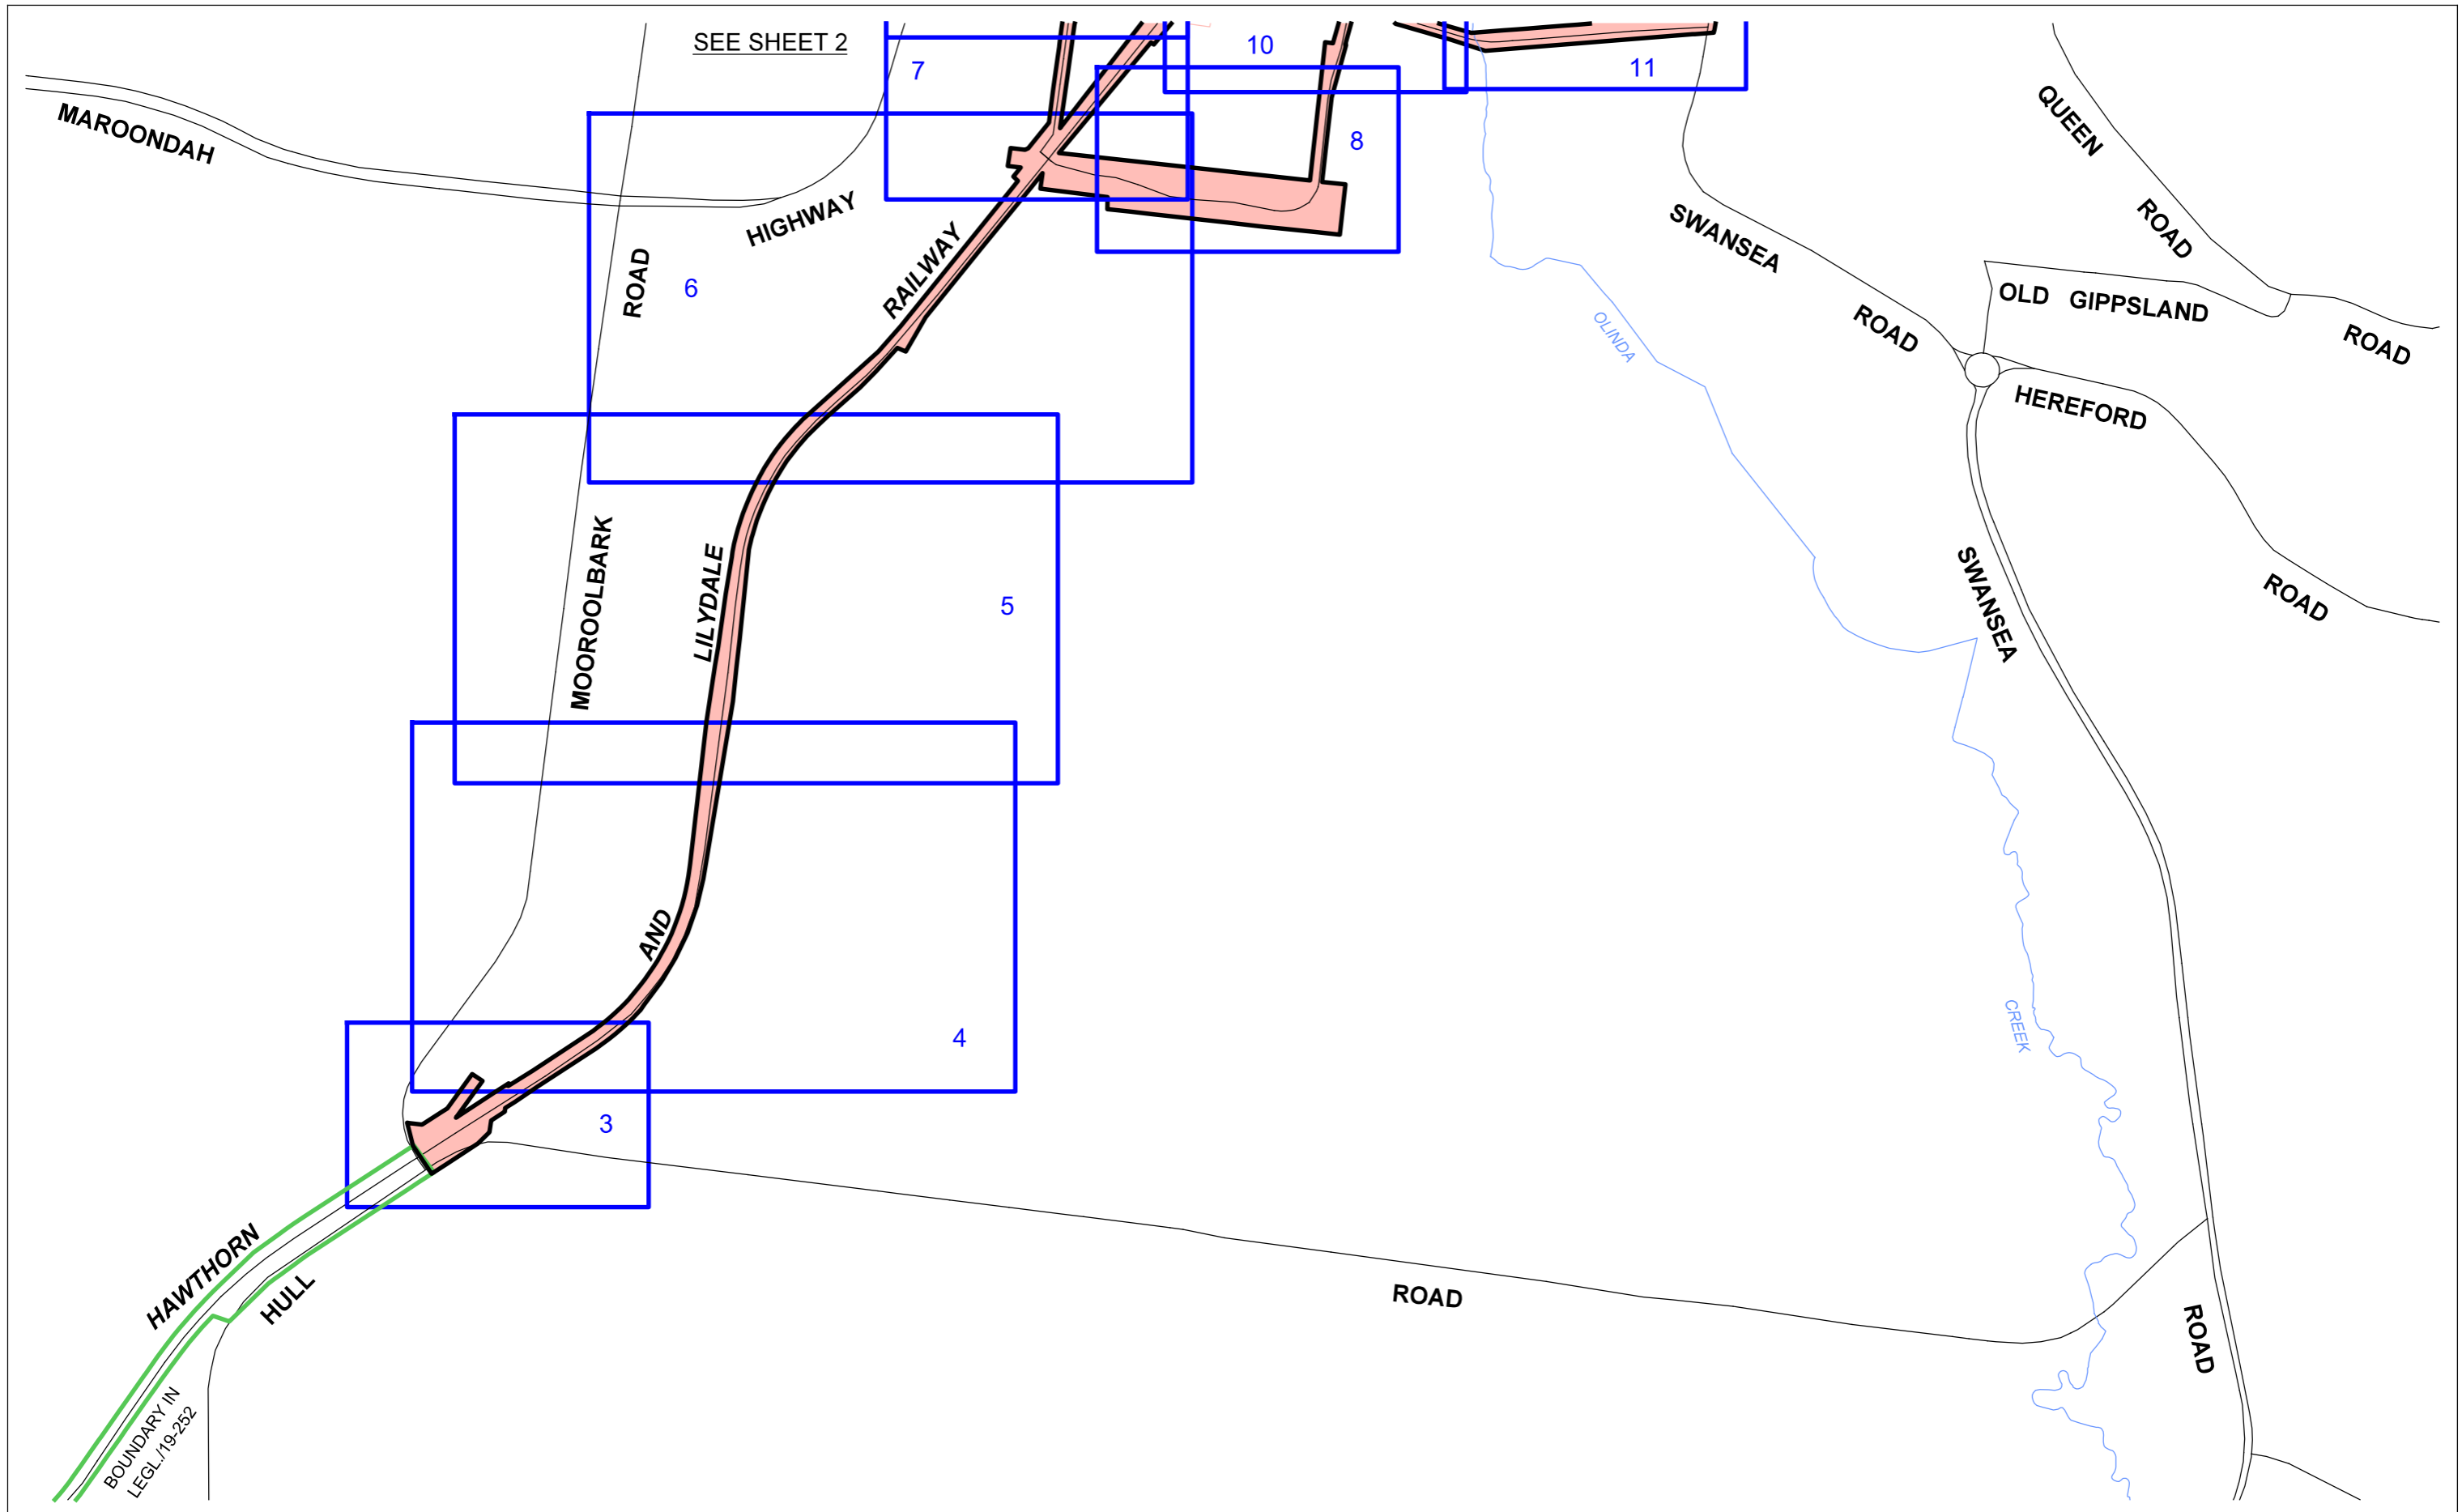 SEE SHEET 2
10
7
11
MAROONDAH
HIGHWAY
8
QUEEN
ROAD
SWANSEA
ROAD
OLD GIPPSLAND
ROAD
HEREFORD
ROAD
ROAD
6
RAILWAY
OLINDA
MOOROOLBARK
LILYDALE
5
SWANSEA
AND
4
CREEK
3
HAWTHORN
HULL
ROAD
ROAD
BOUNDARY IN
LEGL./19-252